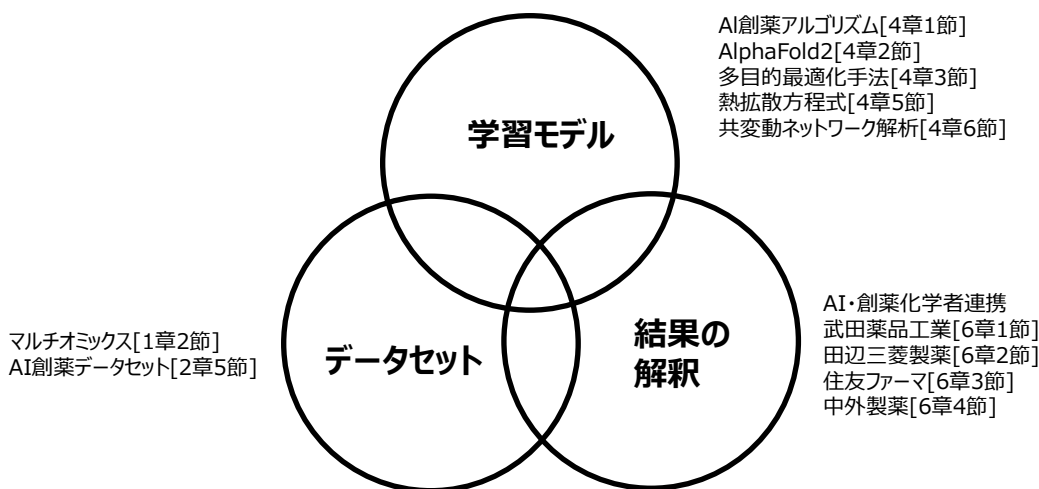 AI創薬アルゴリズム[4章1節]
AlphaFold2[4章2節]
多目的最適化手法[4章3節]
熱拡散方程式[4章5節]
共変動ネットワーク解析[4章6節]
学習モデル
マルチオミックス[1章2節]
AI創薬データセット[2章5節]
データセット
結果の
解釈
AI・創薬化学者連携
武田薬品工業[6章1節]
田辺三菱製薬[6章2節]
住友ファーマ[6章3節]
中外製薬[6章4節]